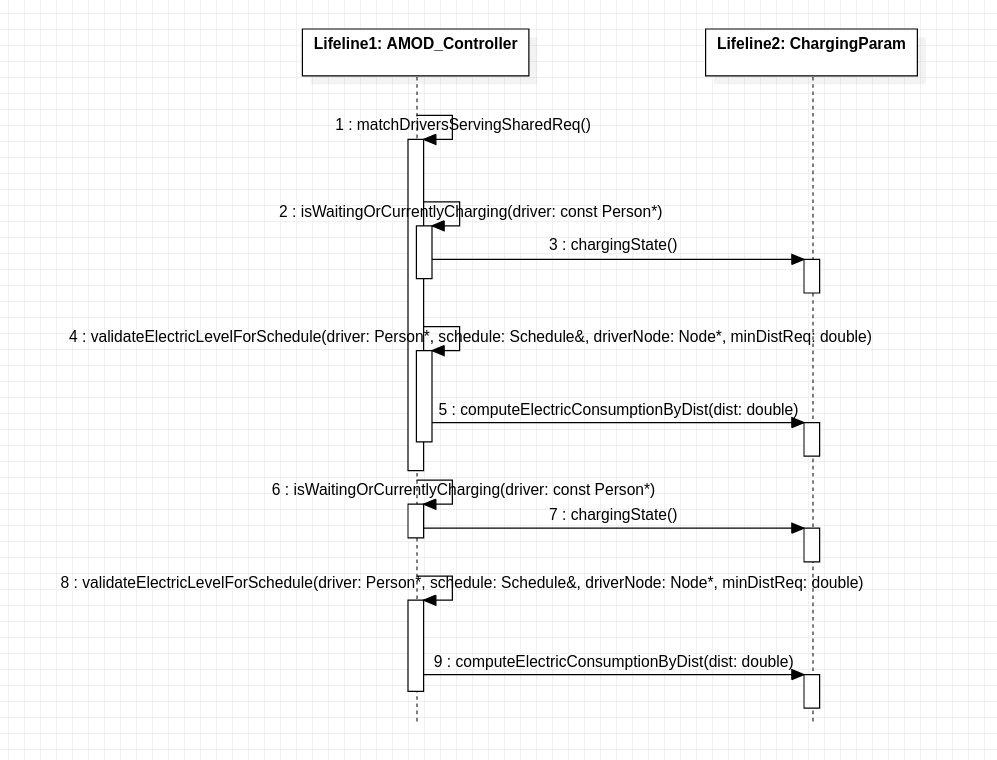 Lifeline1: AMOD_Controller
Lifeline2: ChargingParam
1 : matchDriversServingSharedReq()
2 : isWaitingOrCurrentlyCharging(driver: const Person*)
3 : chargingState()
4 : validateElectricLevelForSchedule(driver: Person*, schedule: Schedule&, driverNode: Node*, minDistReq: double)
5 : computeElectricConsumptionByDist(dist: double)
6 : isWaitingOrCurrentlyCharging(driver: const Person*)
7 : chargingState()
8 : validateElectricLevelForSchedule(driver: Person*, schedule: Schedule&, driverNode: Node*, minDistReq: double)
9 : computeElectricConsumptionByDist(dist: double)